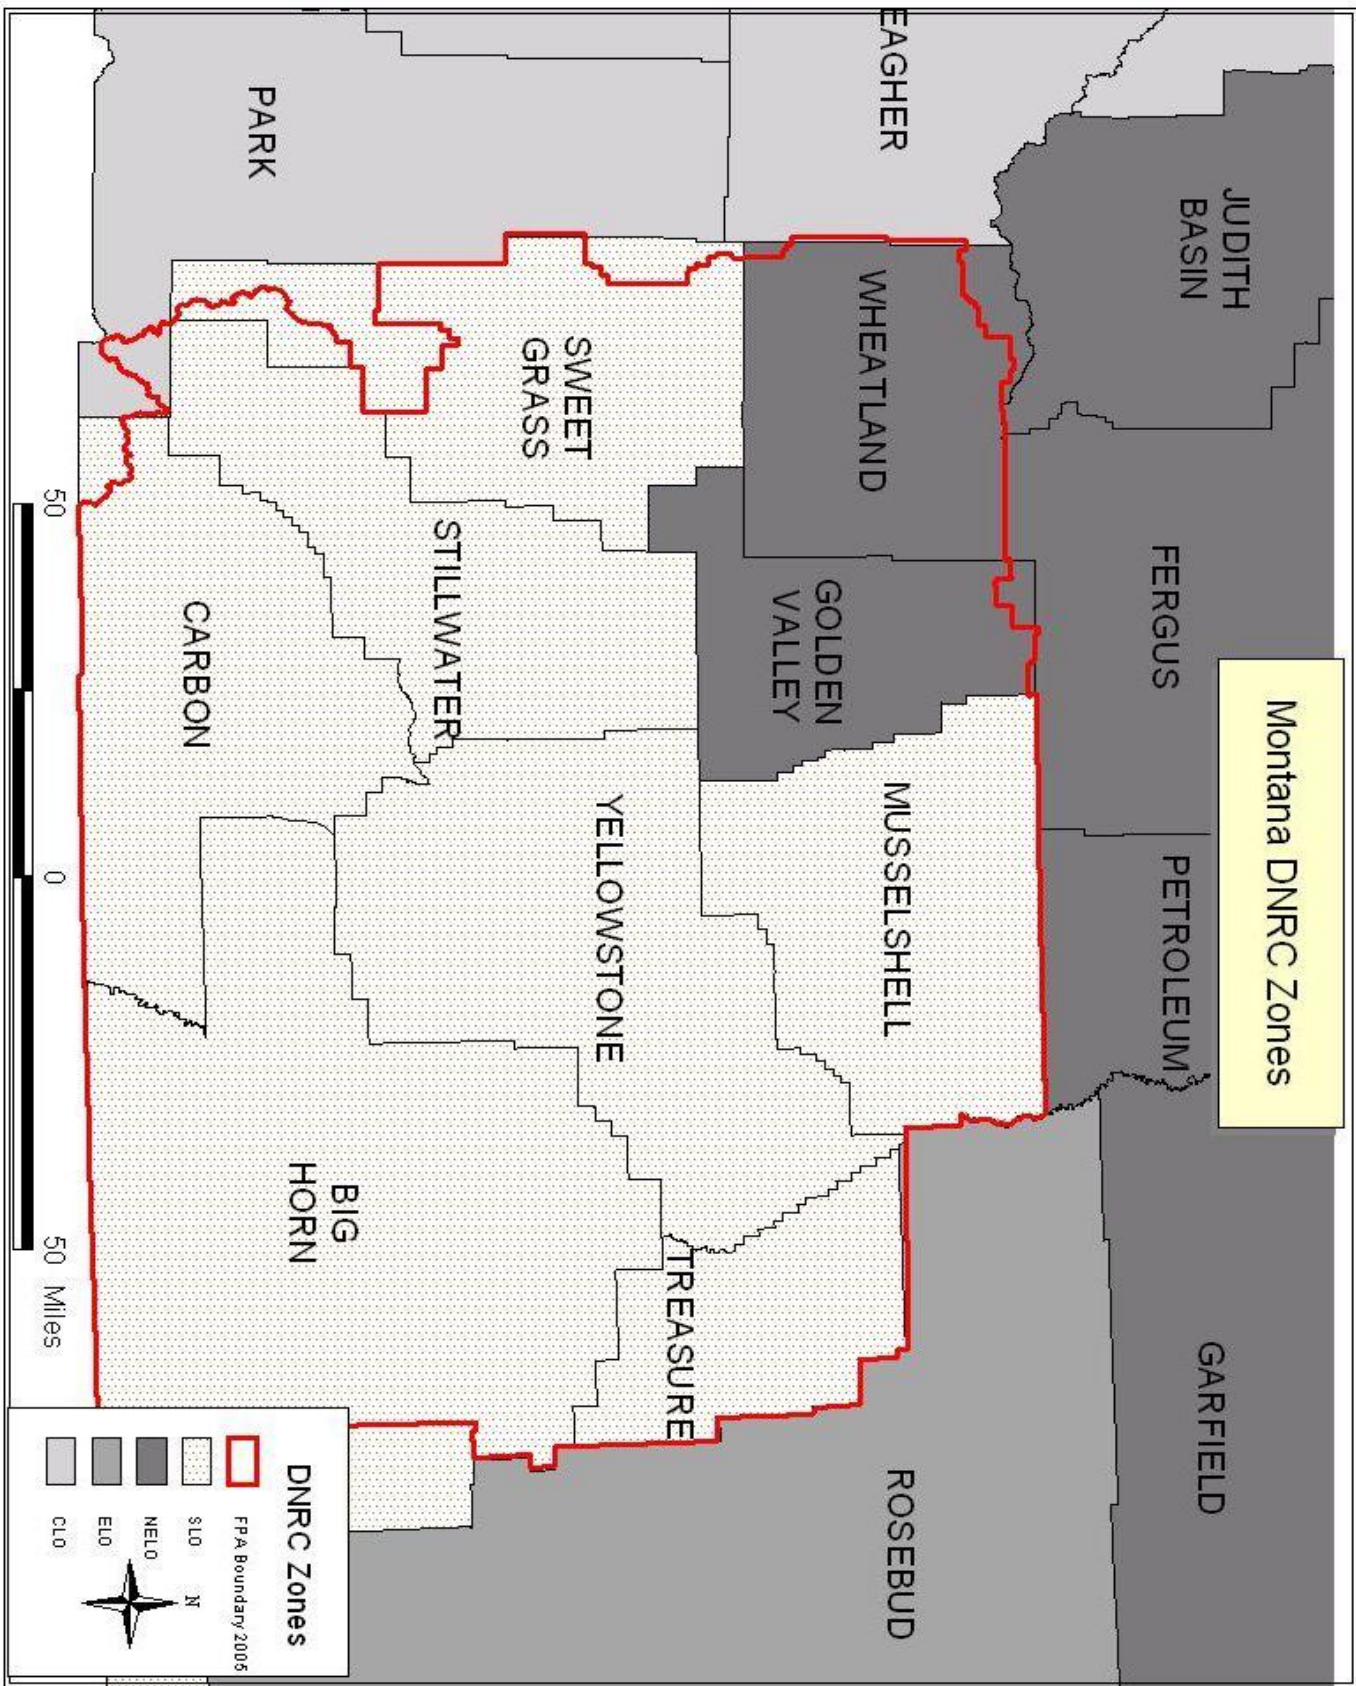 Montana DNRC Zones
JUDITH
BASIN
FERGUS
PETROLEUM
GARFIELD
EAGHER
WHEATLAND
GOLDEN
VALLEY
MUSSELSHELL
ROSEBUD
SWEET
GRASS
STILLWATER
YELLOWSTONE
TREASURE
PARK
CARBON
BIG
HORN
50 0 50 Miles
DNRC Zones
FPA Boundary 2005
SLO
NELO
ELO
CLO
N